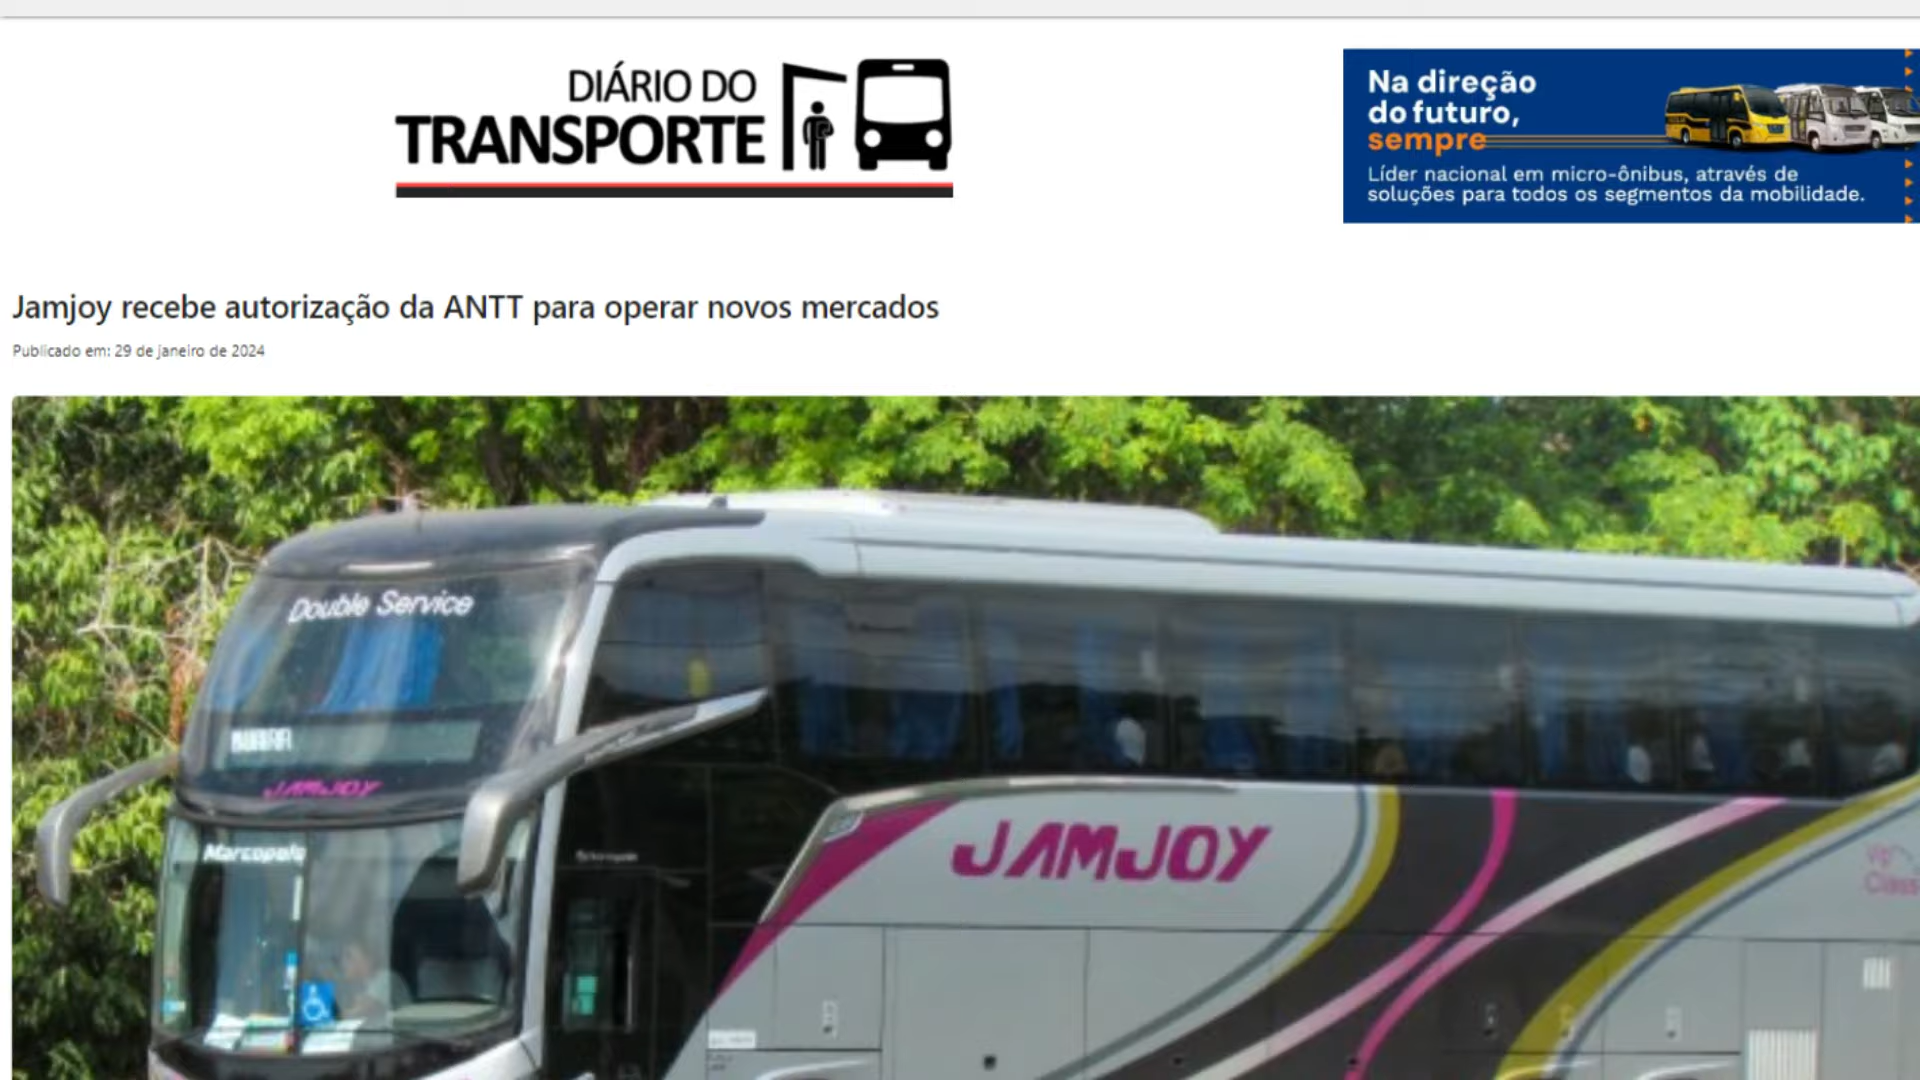 DIÁRIO DO
TRANSPORTE
Na direção
do futuro,
sempre
Líder nacional em micro-ônibus, através de
soluções para todos os segmentos da mobilidade.
Jamjoy recebe autorização da ANTT para operar novos mercados
Publicado em: 29 de janeiro de 2024
Double Service
JAMJOY
Marcopolo
JAMJOY
Class